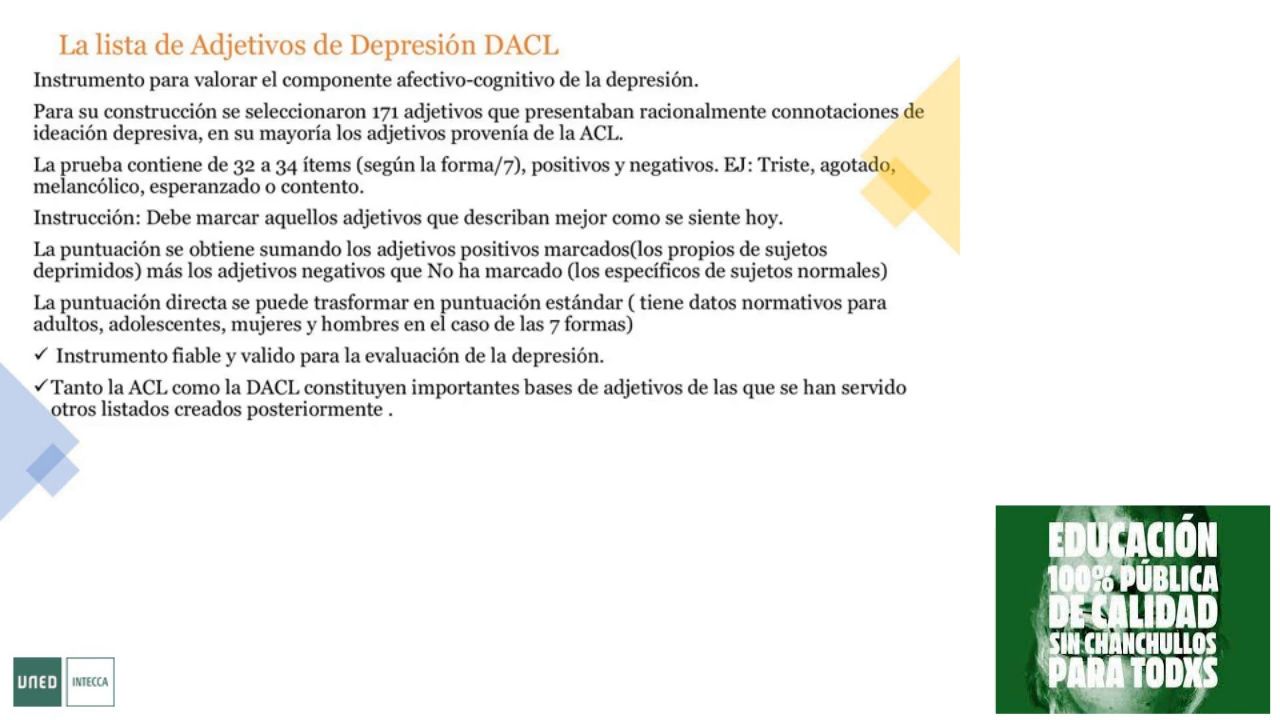 La lista de Adjetivos de Depresión DACL
Instrumento para valorar el componente afectivo-cognitivo de la depresión.
Para su construcción se seleccionaron 171 adjetivos que presentaban racionalmente connotaciones de
ideación depresiva, en su mayoría los adjetivos provenía de la ACL.
La prueba contiene de 32 a 34 ítems (según la forma/7), positivos y negativos. EJ: Triste, agotado,
melancólico, esperanzado o contento.
Instrucción: Debe marcar aquellos adjetivos que describan mejor como se siente hoy.
La puntuación se obtiene sumando los adjetivos positivos marcados(los propios de sujetos
deprimidos) más los adjetivos negativos que No ha marcado (los específicos de sujetos normales)
La puntuación directa se puede trasformar en puntuación estándar ( tiene datos normativos para
adultos, adolescentes, mujeres y hombres en el caso de las 7 formas)
✓ Instrumento fiable y valido para la evaluación de la depresión.
✓Tanto la ACL como la DACL constituyen importantes bases de adjetivos de las que se han servido
otros listados creados posteriormente .
EDUCACIÓN
100% PÚBLICA
DE CALIDAD
SIN CHANCHULLOS
PARA TODXS
UNED INTECCA